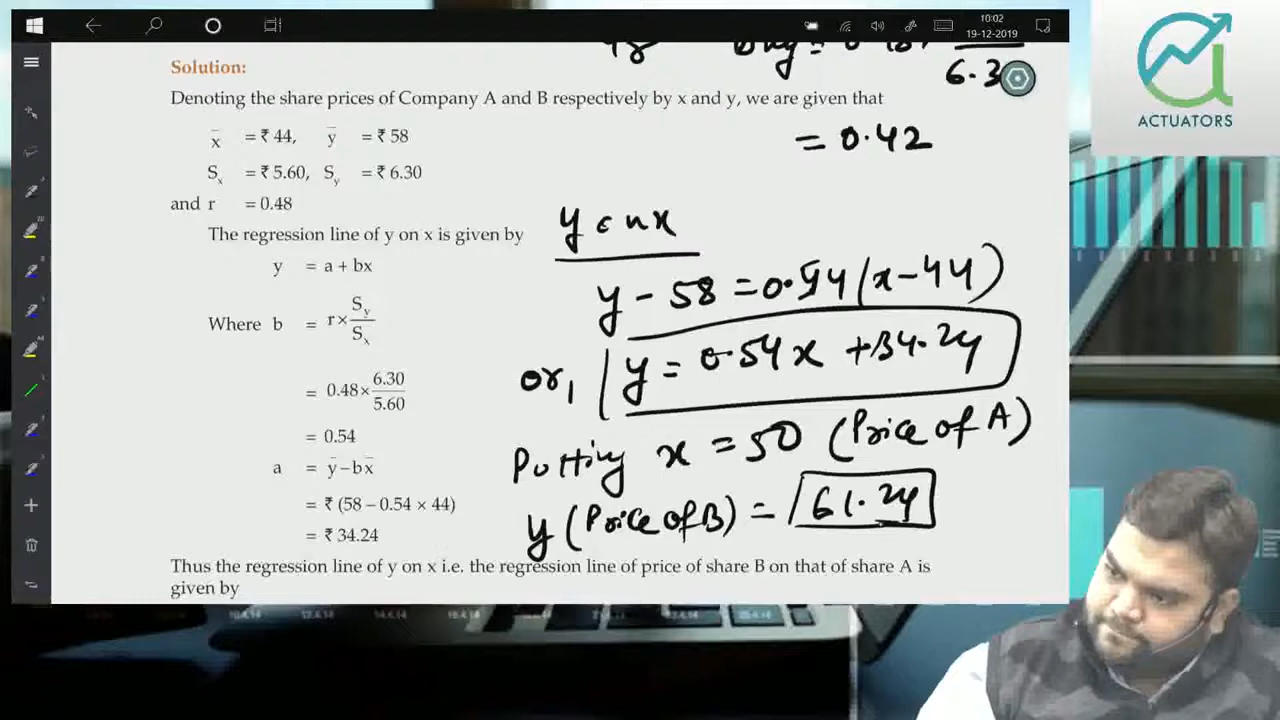 10:02
19-12-2019
ACTUATORS
6.3
Solution:
Denoting the share prices of Company A and B respectively by x and y, we are given that
x̄ = ₹ 44, ȳ = ₹ 58
= 0.42
Sx = ₹ 5.60, Sy = ₹ 6.30
and r = 0.48
y on x
The regression line of y on x is given by
y = a + bx
y - 58 = 0.54 (x - 44)
Where b = r × Sy/Sx
or, y = 0.54x + 34.24
= 0.48 × 6.30/5.60
Putting x = 50 (Price of A)
= 0.54
a = ȳ – bx̄
= ₹ (58 – 0.54 × 44)
y (Price of B) = 61.24
= ₹ 34.24
Thus the regression line of y on x i.e. the regression line of price of share B on that of share A is
given by